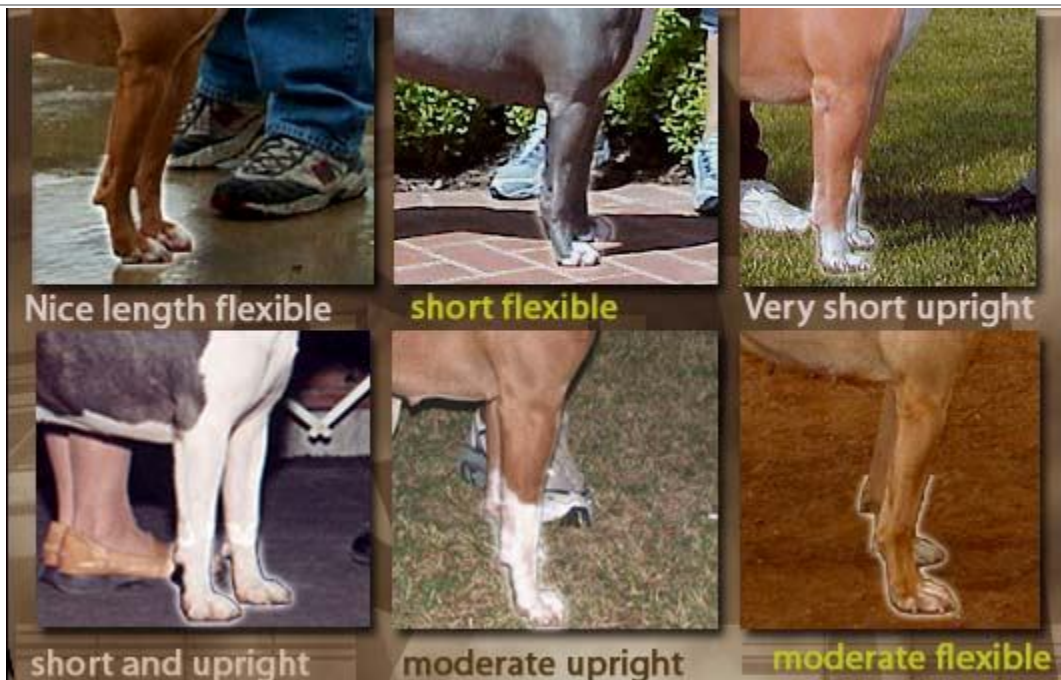 Nice length flexible
short flexible
Very short upright
short and upright
moderate upright
moderate flexible